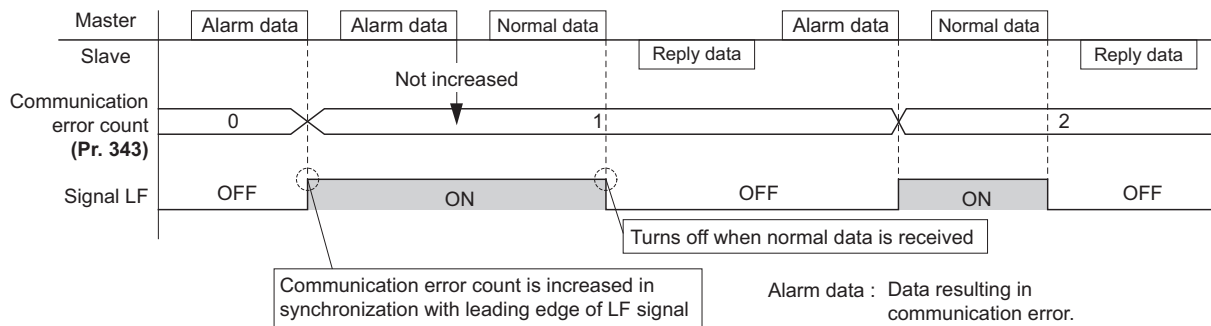 Master
Alarm data
Alarm data
Normal data
Alarm data
Normal data
Slave
Reply data
Reply data
Not increased
Communication
error count
(Pr. 343)
0
1
2
Signal LF
OFF
ON
OFF
ON
OFF
Turns off when normal data is received
Communication error count is increased in
synchronization with leading edge of LF signal
Alarm data : Data resulting in
communication error.